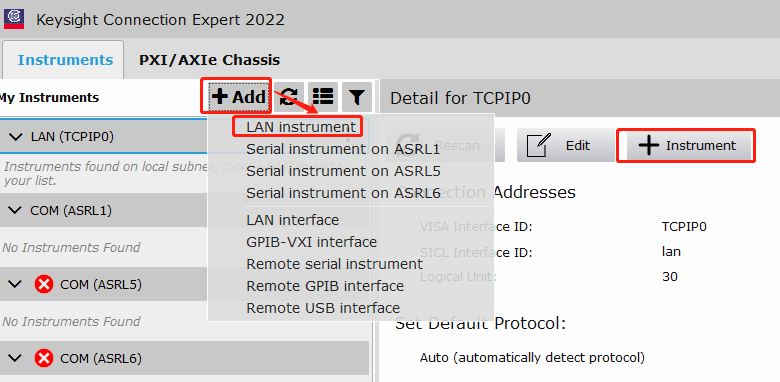 Keysight Connection Expert 2022
Instruments
PXI/AXIe Chassis
My Instruments
Add
Detail for TCPIP0
LAN (TCPIP0)
Instruments found on local subnet, click
your list.
COM (ASRL1)
No Instruments Found
COM (ASRL5)
No Instruments Found
COM (ASRL6)
LAN instrument
Serial instrument on ASRL1
Serial instrument on ASRL5
Serial instrument on ASRL6
LAN interface
GPIB-VXI interface
Remote serial instrument
Remote GPIB interface
Remote USB interface
Rescan
Edit
Instrument
Connection Addresses
VISA Interface ID: TCPIP0
SICL Interface ID: lan
Logical Unit: 30
Set Default Protocol:
Auto (automatically detect protocol)